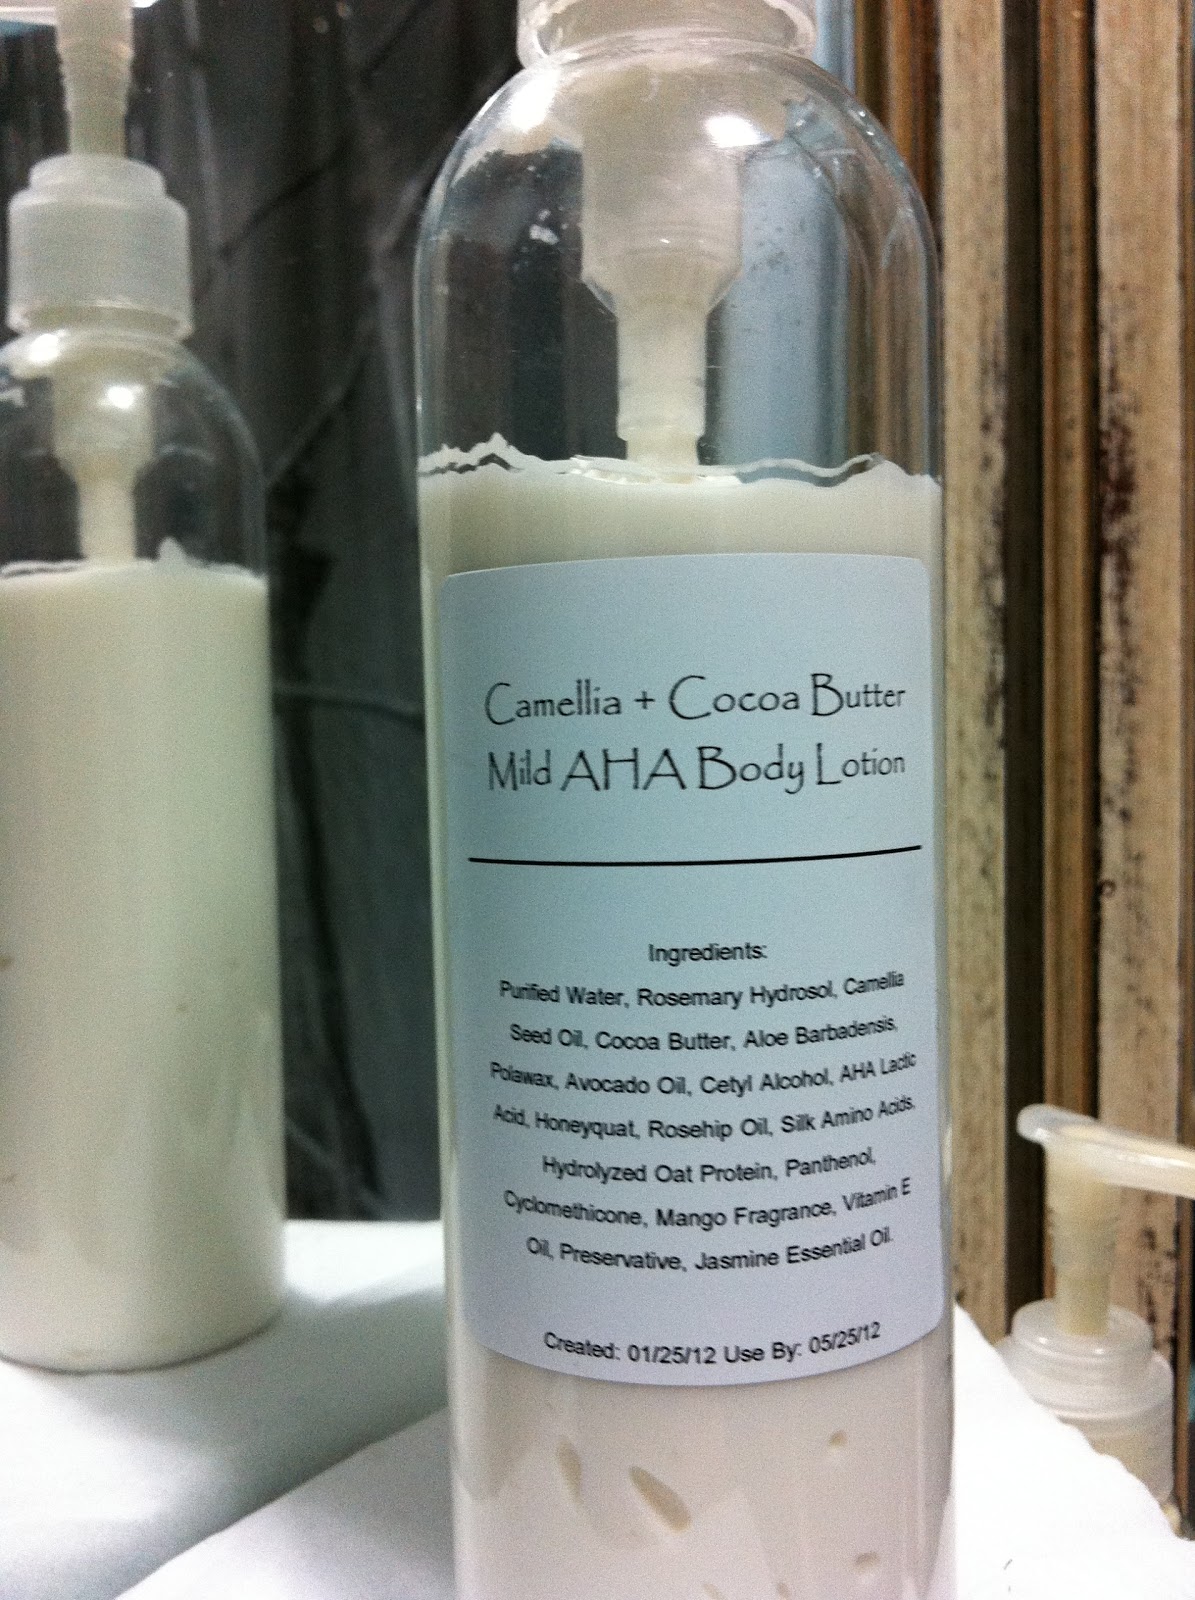 Camellia + Cocoa Butter
Mild AHA Body Lotion
Ingredients:
Purified Water, Rosemary Hydrosol, Camellia
Seed Oil, Cocoa Butter, Aloe Barbadensis,
Polawax, Avocado Oil, Cetyl Alcohol, AHA Lactic
Acid, Honeyquat, Rosehip Oil, Silk Amino Acids,
Hydrolyzed Oat Protein, Panthenol,
Cyclomethicone, Mango Fragrance, Vitamin E
Oil, Preservative, Jasmine Essential Oil.
Created: 01/25/12 Use By: 05/25/12